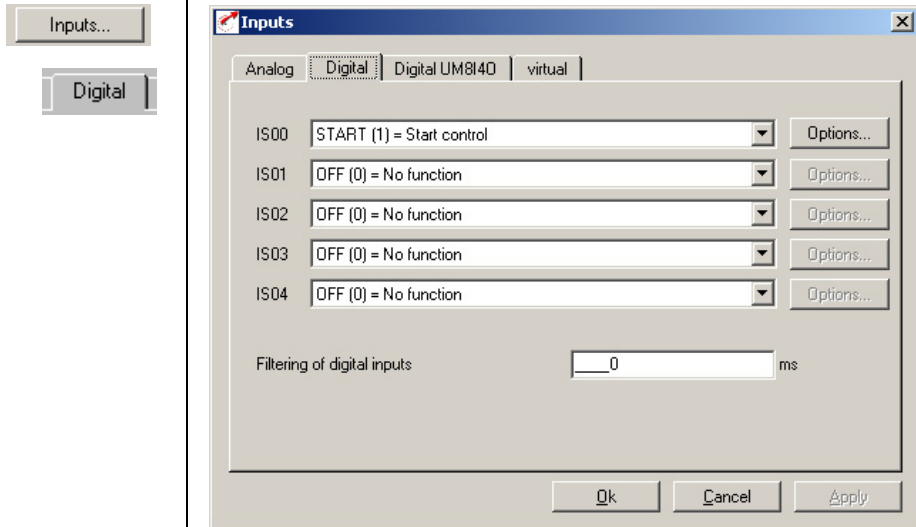 Inputs...
Digital
Inputs
Analog Digital Digital UM8I4O virtual
IS00 START (1) = Start control Options...
IS01 OFF (0) = No function Options...
IS02 OFF (0) = No function Options...
IS03 OFF (0) = No function Options...
IS04 OFF (0) = No function Options...
Filtering of digital inputs ____0 ms
Ok Cancel Apply